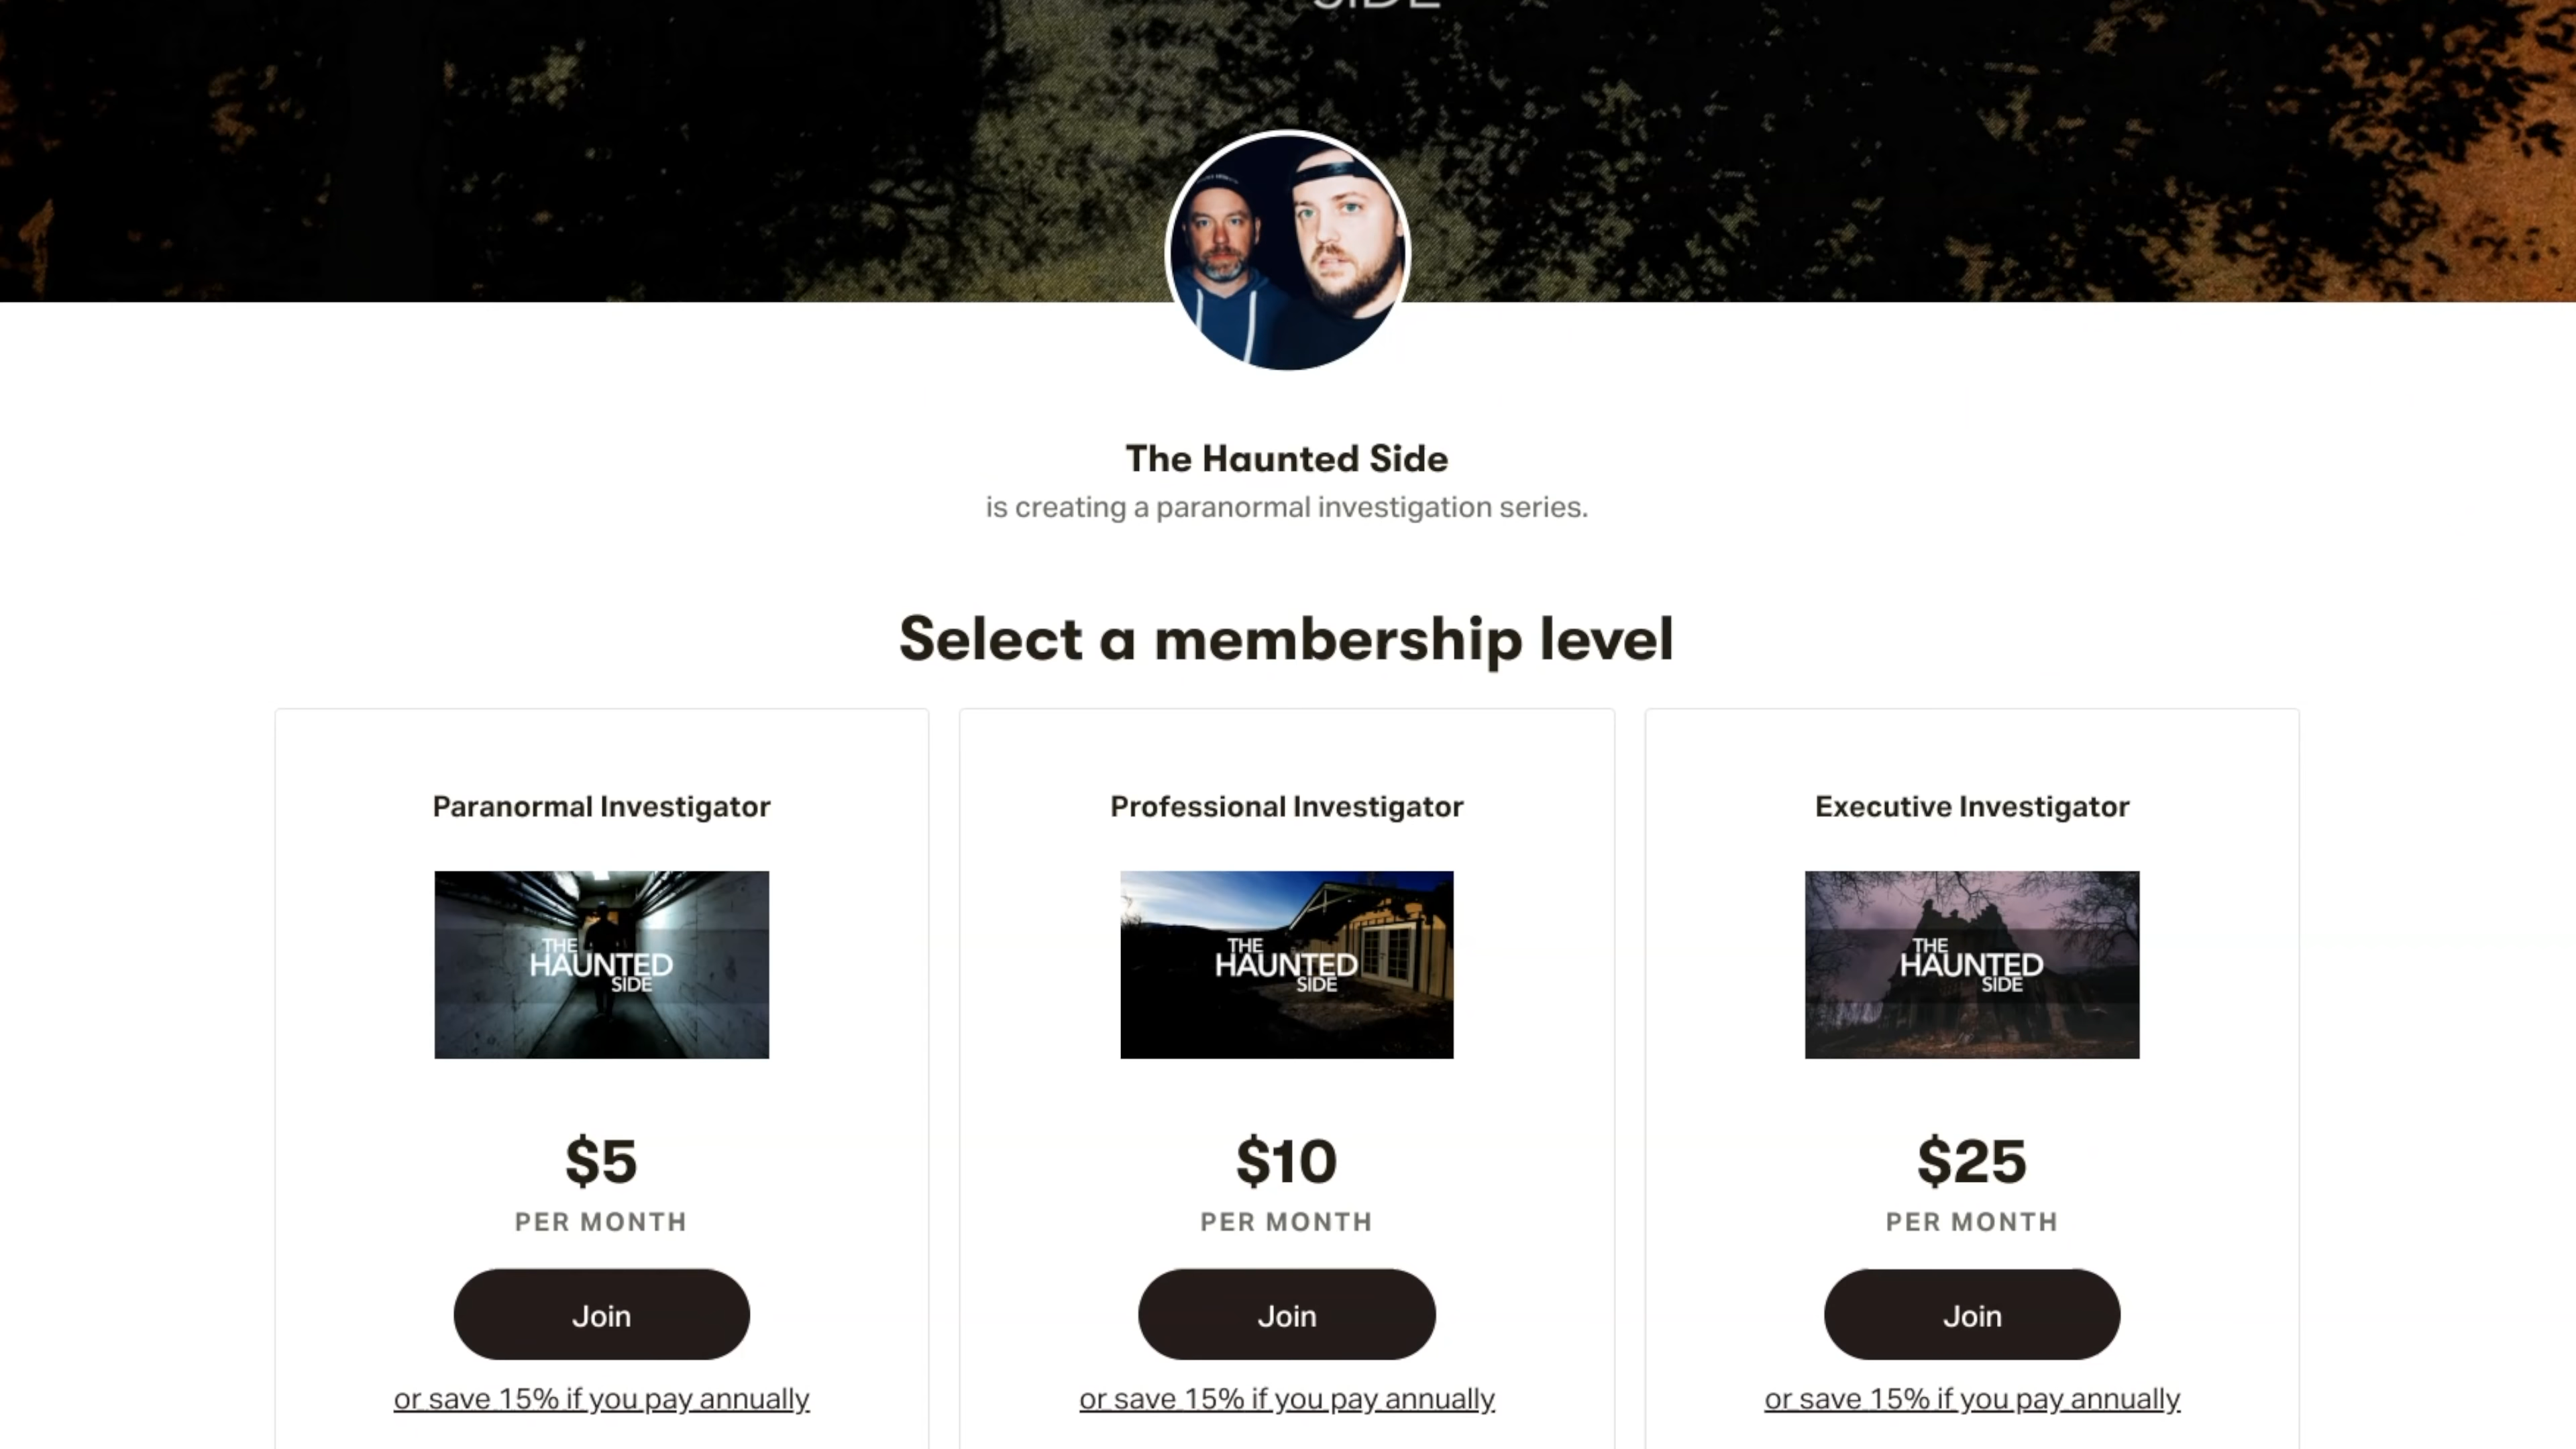 SIDE
The Haunted Side
is creating a paranormal investigation series.
Select a membership level
Paranormal Investigator
THE
HAUNTED
SIDE
$5
PER MONTH
Join
or save 15% if you pay annually
Professional Investigator
THE
HAUNTED
SIDE
$10
PER MONTH
Join
or save 15% if you pay annually
Executive Investigator
THE
HAUNTED
SIDE
$25
PER MONTH
Join
or save 15% if you pay annually